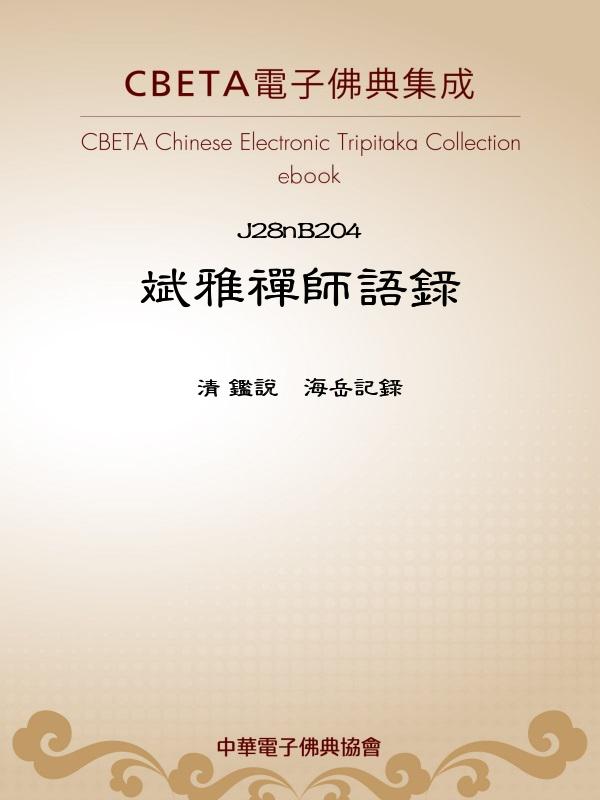 CBETA電子佛典集成
CBETA Chinese Electronic Tripitaka Collection
ebook
J28nB204
斌雅禪師語錄
清 鑑說　海岳記錄
中華電子佛典協會